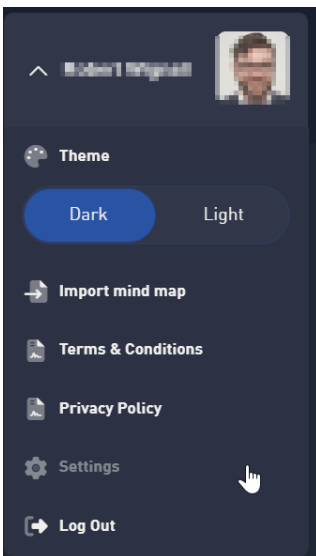 Theme
Dark
Light
Import mind map
Terms & Conditions
Privacy Policy
Settings
Log Out